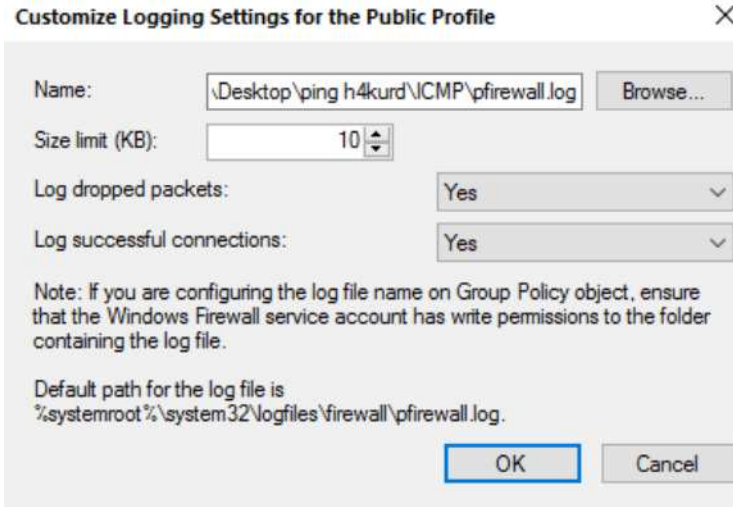 Customize Logging Settings for the Public Profile
Name: \Desktop\ping h4kurd\ICMP\pfirewall.log Browse...
Size limit (KB): 10
Log dropped packets: Yes
Log successful connections: Yes
Note: If you are configuring the log file name on Group Policy object, ensure
that the Windows Firewall service account has write permissions to the folder
containing the log file.
Default path for the log file is
%systemroot%\system32\logfiles\firewall\pfirewall.log.
OK Cancel